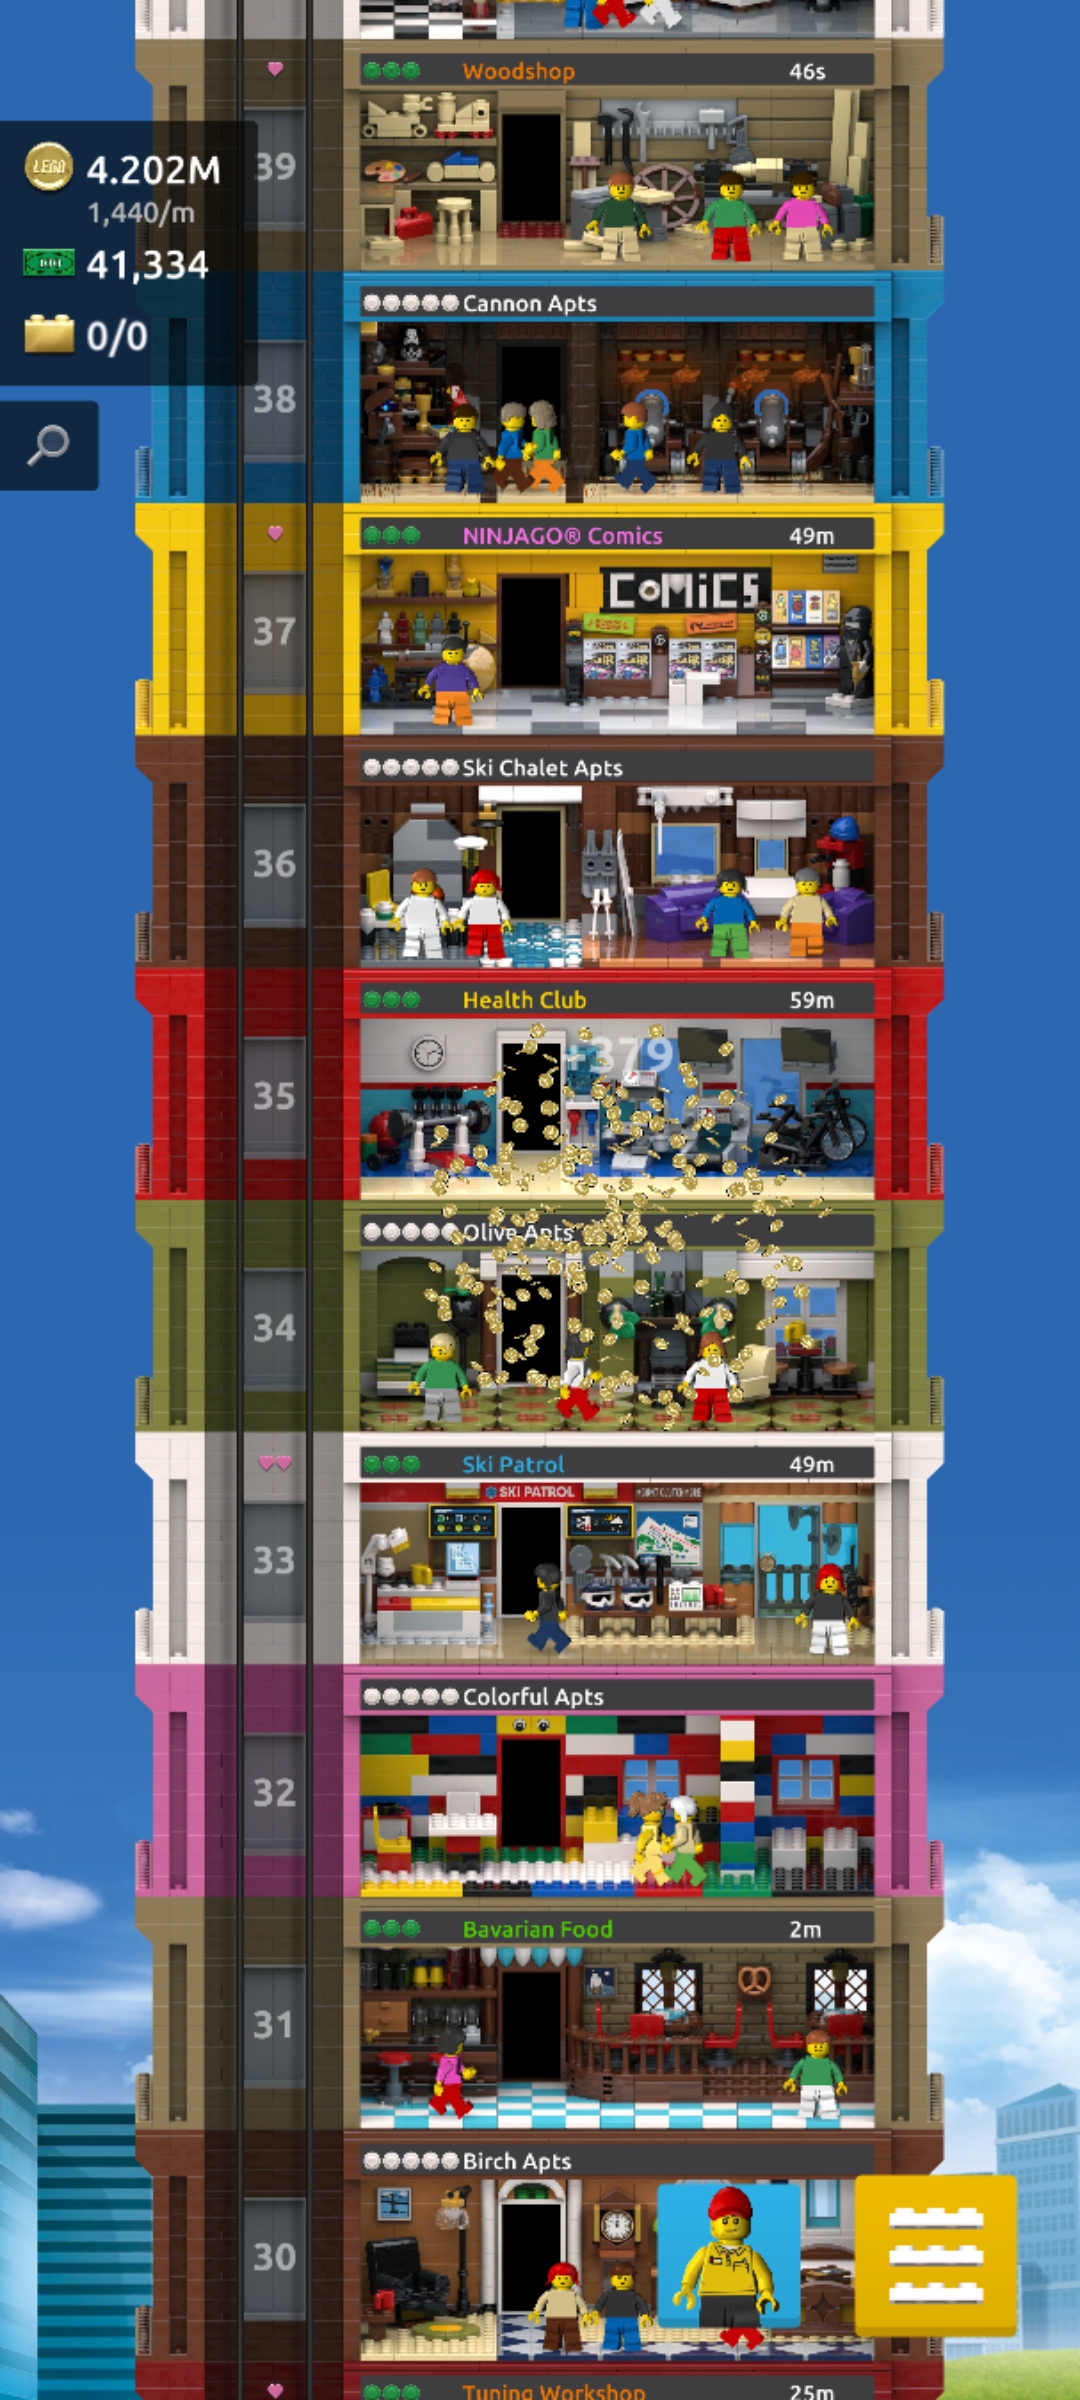 Woodshop 46s
39
LEGO 4.202M
1,440/m
41,334
0/0
Cannon Apts
38
NINJAGO® Comics 49m
COMICS
37
Ski Chalet Apts
36
Health Club 59m
+379
35
Olive Apts
34
Ski Patrol 49m
SKI PATROL
33
Colorful Apts
32
Bavarian Food 2m
31
Birch Apts
30
Tuning Workshop 25m